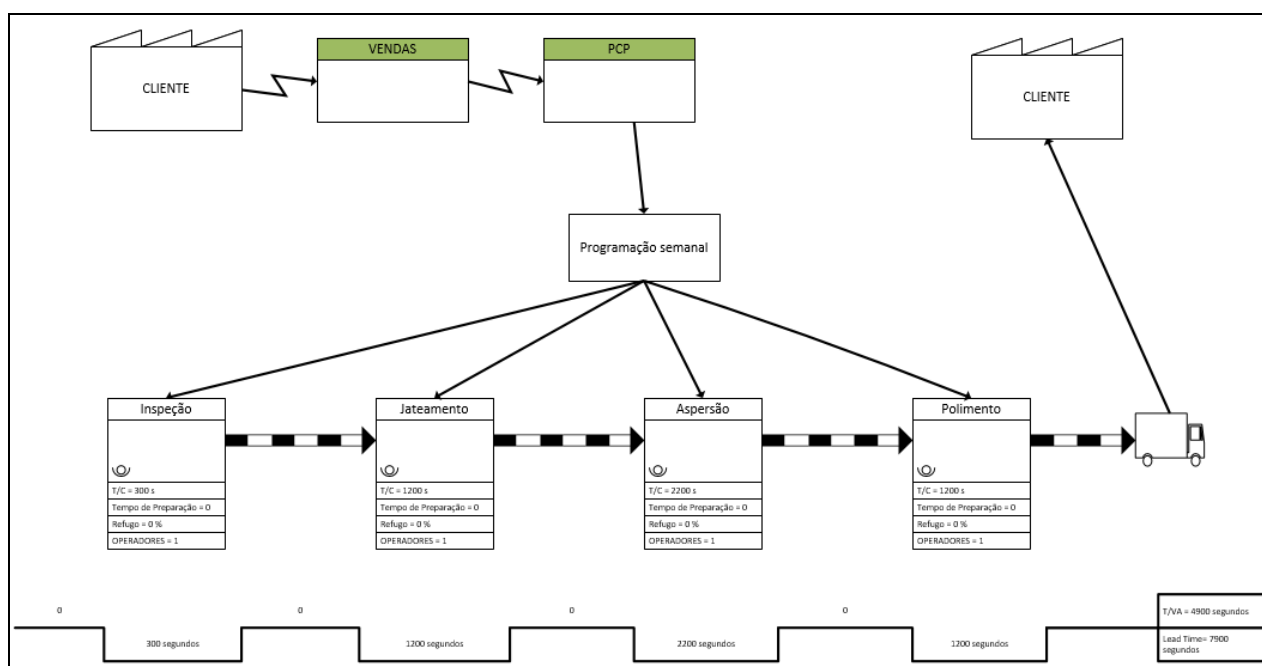 VENDAS
PCP
CLIENTE
CLIENTE
Programação semanal
Inspeção
T/C = 300 s
Tempo de Preparação = 0
Refugo = 0 %
OPERADORES = 1
Jateamento
T/C = 1200 s
Tempo de Preparação = 0
Refugo = 0 %
OPERADORES = 1
Aspersão
T/C = 2200 s
Tempo de Preparação = 0
Refugo = 0 %
OPERADORES = 1
Polimento
T/C = 1200 s
Tempo de Preparação = 0
Refugo = 0 %
OPERADORES = 1
0
0
0
0
T/VA = 4900 segundos
300 segundos
1200 segundos
2200 segundos
1200 segundos
Lead Time= 7900
segundos